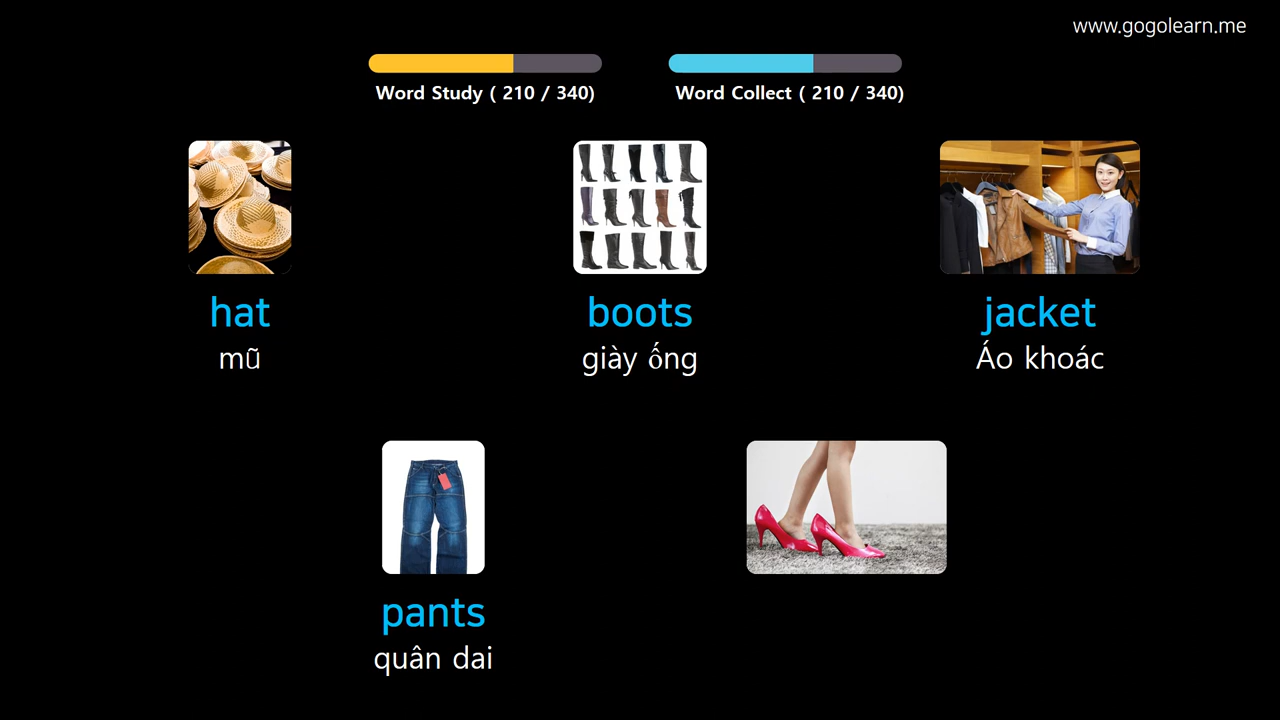 www.gogolearn.me
Word Study ( 210 / 340)
Word Collect ( 210 / 340)
hat
mũ
boots
giày ống
jacket
Áo khoác
pants
quân dai